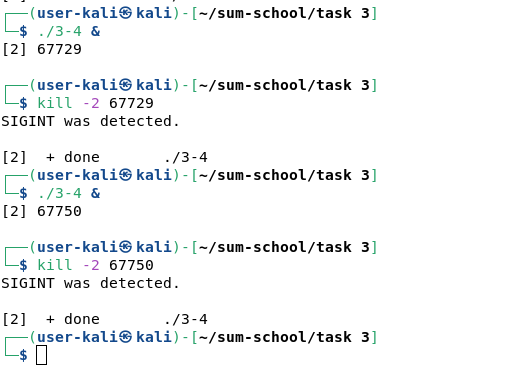 ┌──(user-kali㉿kali)-[~/sum-school/task 3]
└─$ ./3-4 &
[2] 67729
┌──(user-kali㉿kali)-[~/sum-school/task 3]
└─$ kill -2 67729
SIGINT was detected.
[2]  + done       ./3-4
┌──(user-kali㉿kali)-[~/sum-school/task 3]
└─$ ./3-4 &
[2] 67750
┌──(user-kali㉿kali)-[~/sum-school/task 3]
└─$ kill -2 67750
SIGINT was detected.
[2]  + done       ./3-4
┌──(user-kali㉿kali)-[~/sum-school/task 3]
└─$